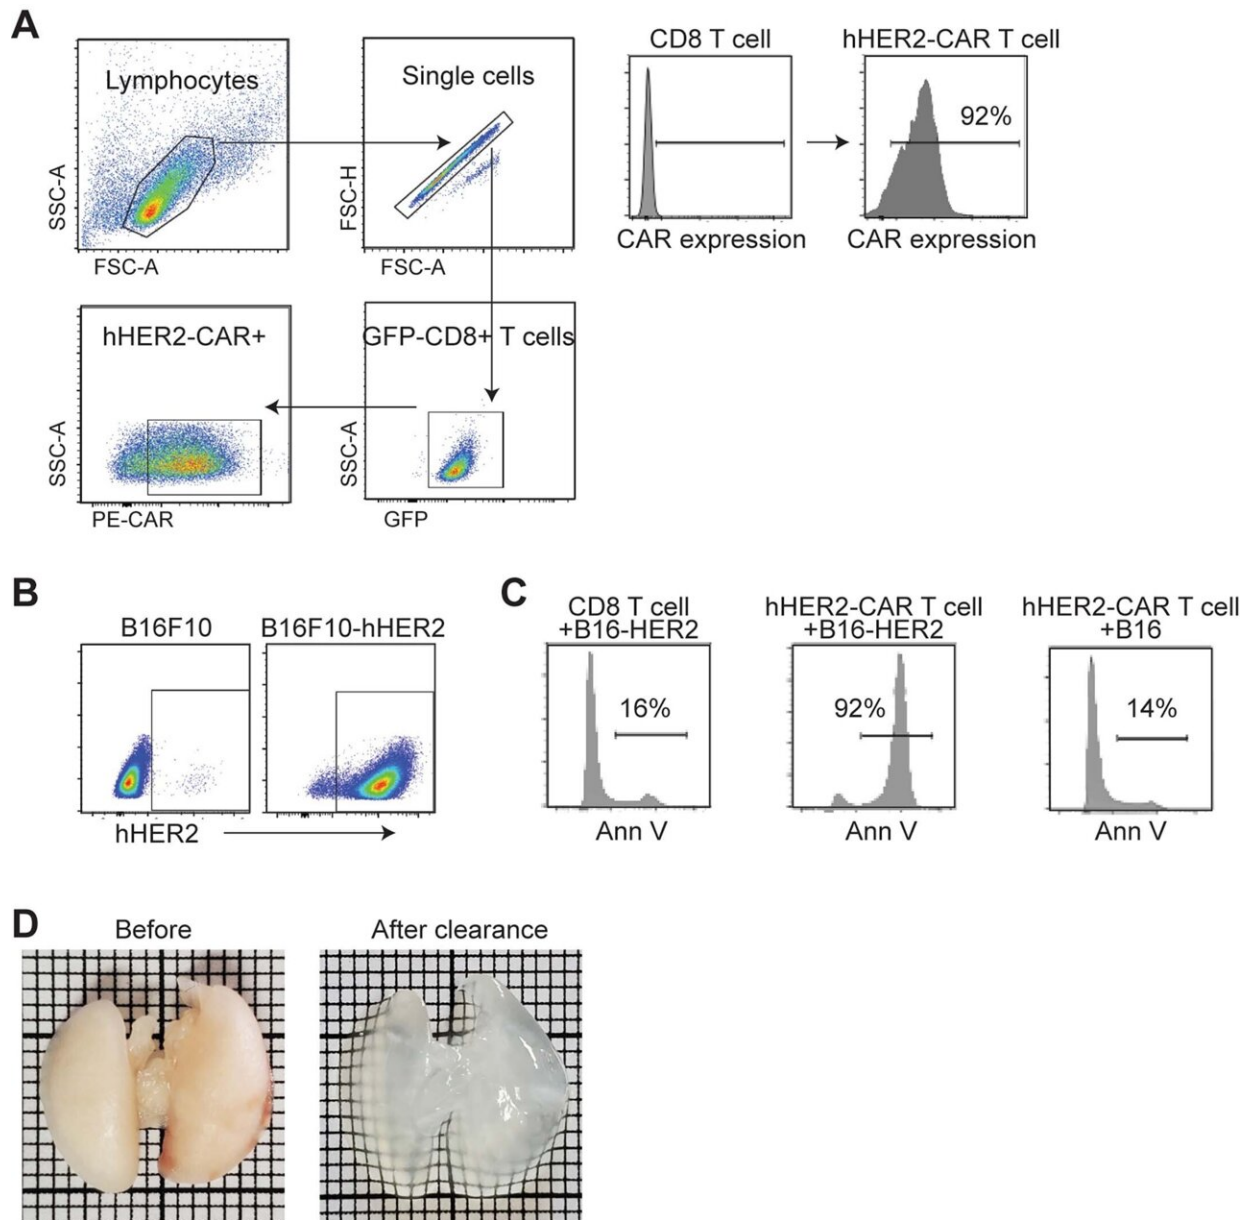 A
Lymphocytes
SSC-A
FSC-A
Single cells
FSC-H
FSC-A
CD8 T cell
CAR expression
hHER2-CAR T cell
92%
CAR expression
hHER2-CAR+
SSC-A
PE-CAR
GFP-CD8+ T cells
SSC-A
GFP
B
B16F10
B16F10-hHER2
hHER2
C
CD8 T cell
+B16-HER2
16%
Ann V
hHER2-CAR T cell
+B16-HER2
92%
Ann V
hHER2-CAR T cell
+B16
14%
Ann V
D
Before
After clearance